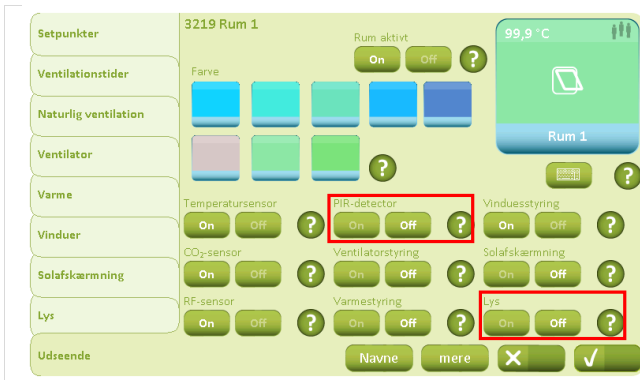 Setpunkter
Ventilationstider
Naturlig ventilation
Ventilator
Varme
Vinduer
Solafskærmning
Lys
Udseende
3219 Rum 1
Rum aktivt
On Off ?
Farve
?
99,9 °C
Rum 1
?
Temperatursensor PIR-detector Vinduesstyring
On Off ? On Off ? On Off ?
CO₂-sensor Ventilatorstyring Solafskærmning
On Off ? On Off ? On Off ?
RF-sensor Varmestyring Lys
On Off ? On Off ? On Off ?
Navne mere